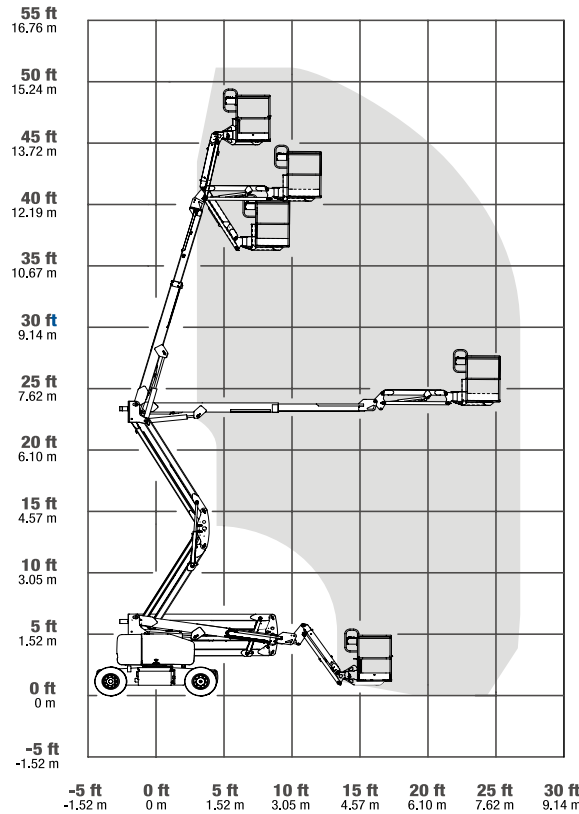 55 ft
16.76 m
50 ft
15.24 m
45 ft
13.72 m
40 ft
12.19 m
35 ft
10.67 m
30 ft
9.14 m
25 ft
7.62 m
20 ft
6.10 m
15 ft
4.57 m
10 ft
3.05 m
5 ft
1.52 m
0 ft
0 m
-5 ft
-1.52 m
-5 ft 0 ft 5 ft 10 ft 15 ft 20 ft 25 ft 30 ft
-1.52 m 0 m 1.52 m 3.05 m 4.57 m 6.10 m 7.62 m 9.14 m